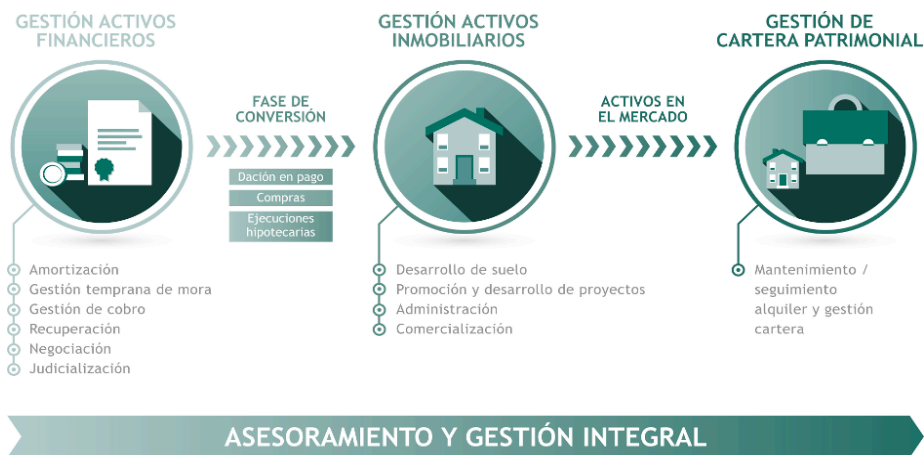 GESTIÓN ACTIVOS
FINANCIEROS
FASE DE
CONVERSIÓN
Dación en pago
Compras
Ejecuciones
hipotecarias
Amortización
Gestión temprana de mora
Gestión de cobro
Recuperación
Negociación
Judicialización
GESTIÓN ACTIVOS
INMOBILIARIOS
ACTIVOS EN
EL MERCADO
Desarrollo de suelo
Promoción y desarrollo de proyectos
Administración
Comercialización
GESTIÓN DE
CARTERA PATRIMONIAL
Mantenimiento /
seguimiento
alquiler y gestión
cartera
ASESORAMIENTO Y GESTIÓN INTEGRAL